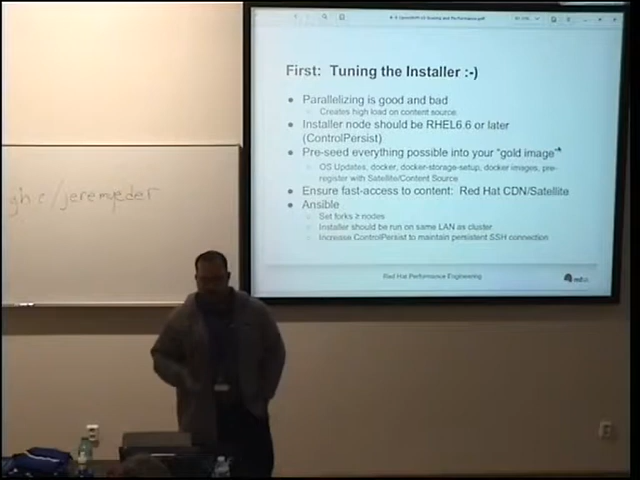 First: Tuning the Installer :-)
● Parallelizing is good and bad
○ Creates high load on content source
● Installer node should be RHEL6.6 or later
(ControlPersist)
● Pre-seed everything possible into your "gold image"
○ OS Updates, docker, docker-storage-setup, docker images, pre-
register with Satellite/Content Source
● Ensure fast-access to content: Red Hat CDN/Satellite
● Ansible
○ Set forks ≥ nodes
○ Installer should be run on same LAN as cluster
○ Increase ControlPersist to maintain persistent SSH connection
Red Hat Performance Engineering
/jeremyeder